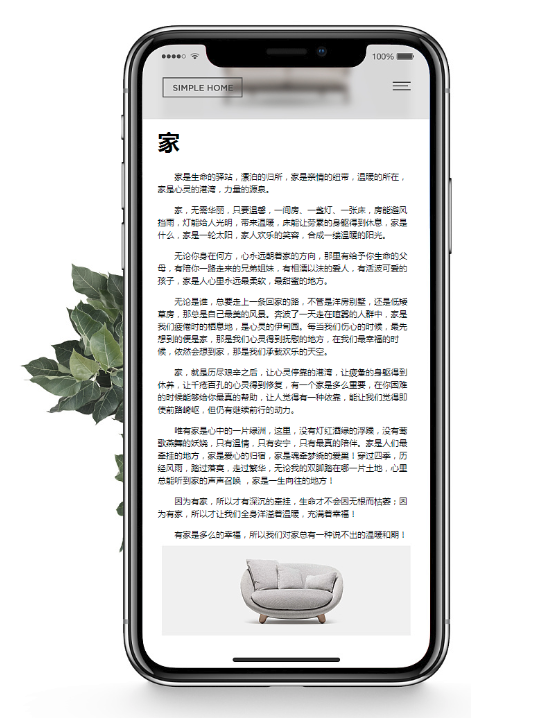 100%
SIMPLE HOME
家
家是生命的驿站，漂泊的归所，家是亲情的纽带，温暖的所在，
家是心灵的港湾，力量的源泉。
家，无需华丽，只要温馨，一间房、一盏灯、一张床，房能遮风
挡雨，灯能给人光明，带来温暖，床能让劳累的身躯得到休息，家是
什么，家是一轮太阳，家人欢乐的笑容，合成一缕温暖的阳光。
无论你身在何方，心永远朝着家的方向，那里有给予你生命的父
母，有陪你一路走来的兄弟姐妹，有相濡以沫的爱人，有活波可爱的
孩子，家是人心里永远最柔软，最甜蜜的地方。
无论是谁，总要走上一条回家的路，不管是洋房别墅，还是低矮
草房，那总是自己最美的风景。奔波了一天走在喧嚣的人群中，家是
我们疲倦时的栖息地，是心灵的伊甸园。每当我们伤心的时候，最先
想到的便是家，那是我们心灵得到抚慰的地方，在我们最幸福的时
候，依然会想到家，那是我们承载欢乐的天空。
家，就是历尽艰辛之后，让心灵停靠的港湾，让疲惫的身躯得到
休养，让千疮百孔的心灵得到修复，有一个家是多么重要，在你困难
的时候能够给你最真的帮助，让人觉得有一种依靠，能让我们觉得即
便前路崎岖，但仍有继续前行的动力。
唯有家是心中的一片绿洲，这里，没有灯红酒绿的浮躁，没有莺
歌燕舞的妖娆，只有温情，只有安宁，只有最真的陪伴。家是人们最
牵挂的地方，家是爱心的归宿，家是魂牵梦绕的爱巢！穿过四季，历
经风雨，踏过落寞，走过繁华，无论我的双脚踏在哪一片土地，心里
总能听到家的声声召唤 ，家是一生向往的地方！
因为有家，所以才有深沉的牵挂，生命才不会因无根而枯萎；因
为有家，所以才让我们全身洋溢着温暖，充满着幸福！
有家是多么的幸福，所以我们对家总有一种说不出的温暖和期！